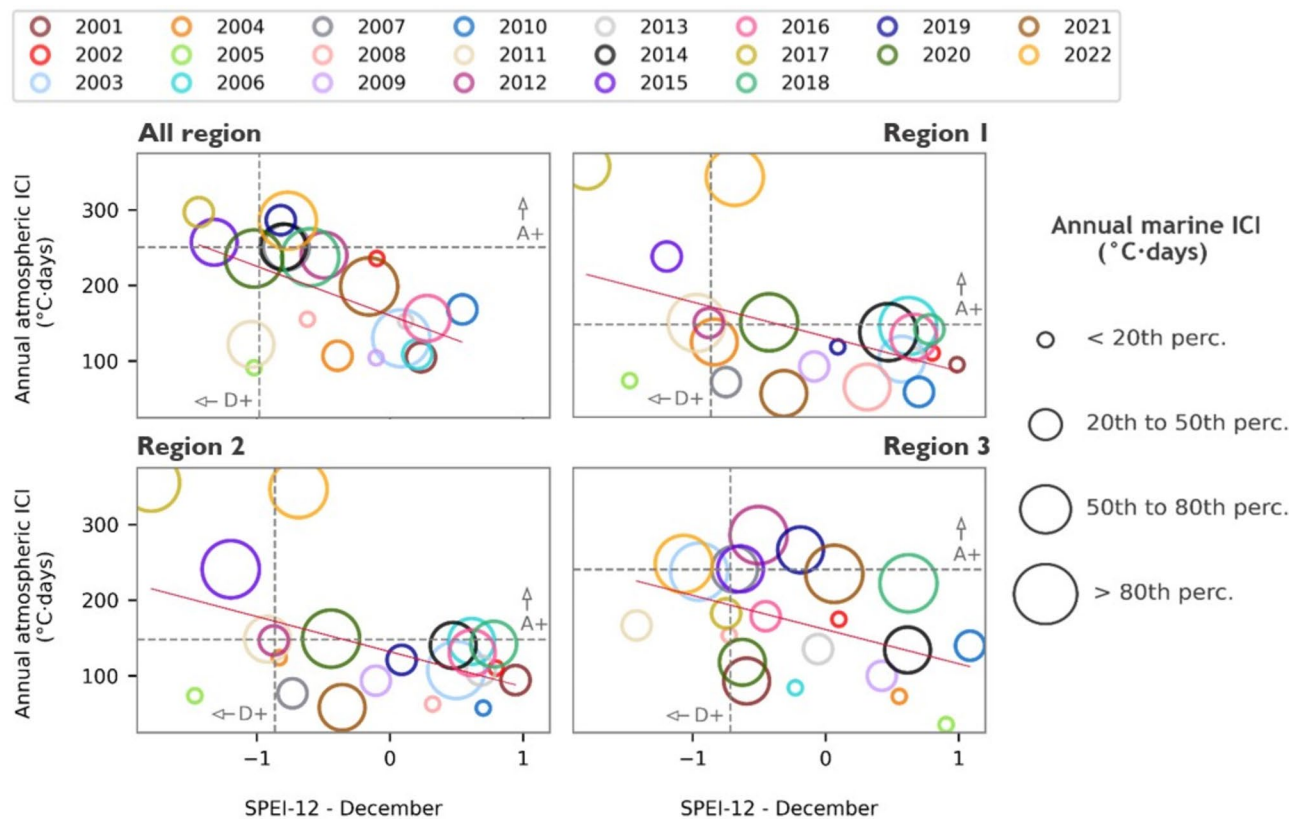 2001 2004 2007 2010 2013 2016 2019 2021
2002 2005 2008 2011 2014 2017 2020 2022
2003 2006 2009 2012 2015 2018
All region Region 1
Annual atmospheric ICI
(°C·days)
300
200
100
A+
D+
A+
D+
Annual marine ICI
(°C·days)
< 20th perc.
20th to 50th perc.
50th to 80th perc.
> 80th perc.
Region 2 Region 3
Annual atmospheric ICI
(°C·days)
300
200
100
A+
D+
A+
D+
−1 0 1 −1 0 1
SPEI-12 - December SPEI-12 - December